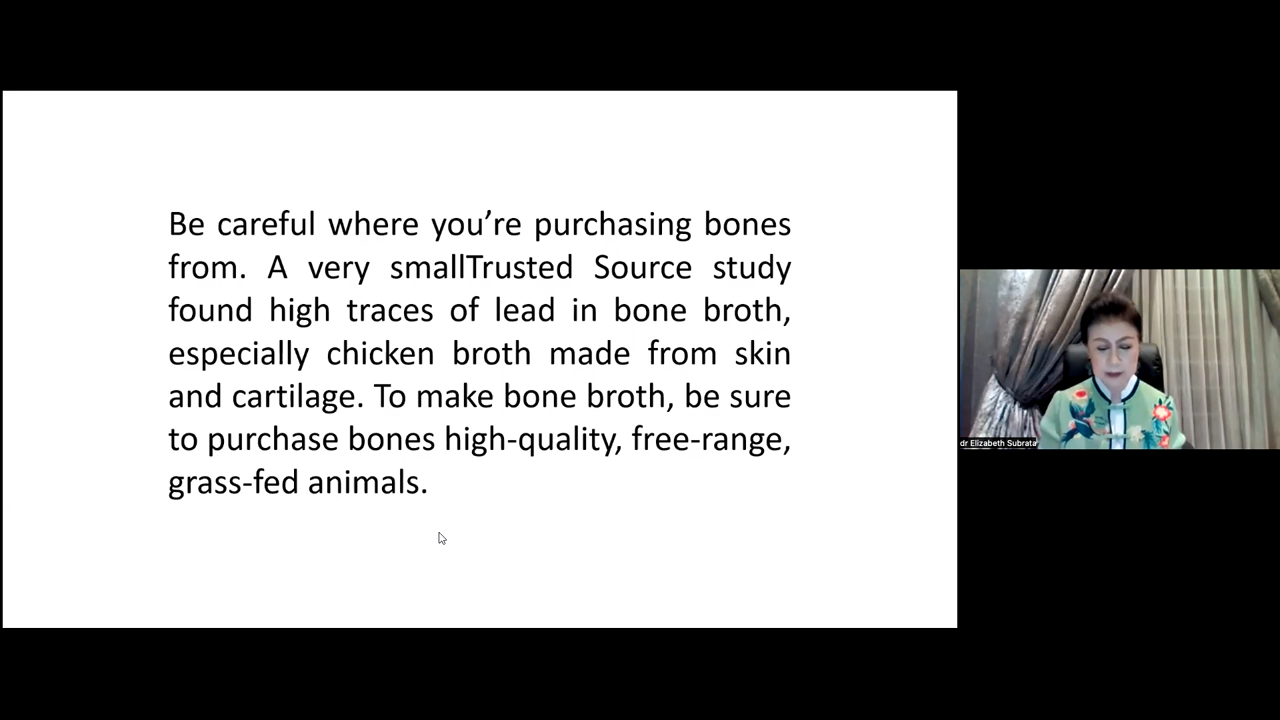 Be careful where you’re purchasing bones
from. A very smallTrusted Source study
found high traces of lead in bone broth,
especially chicken broth made from skin
and cartilage. To make bone broth, be sure
to purchase bones high-quality, free-range,
grass-fed animals.
dr Elizabeth Subrata